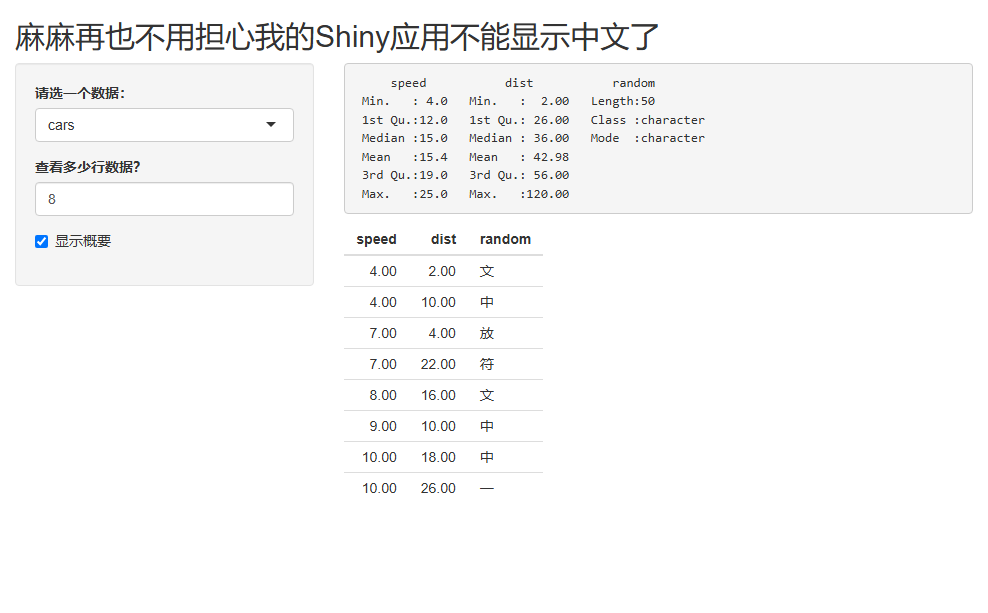 麻麻再也不用担心我的Shiny应用不能显示中文了
请选一个数据:
cars
查看多少行数据?
8
显示概要
speed dist random
Min. : 4.0 Min. : 2.00 Length:50
1st Qu.:12.0 1st Qu.: 26.00 Class :character
Median :15.0 Median : 36.00 Mode :character
Mean :15.4 Mean : 42.98
3rd Qu.:19.0 3rd Qu.: 56.00
Max. :25.0 Max. :120.00
speed dist random
4.00 2.00 文
4.00 10.00 中
7.00 4.00 放
7.00 22.00 符
8.00 16.00 文
9.00 10.00 中
10.00 18.00 中
10.00 26.00 一